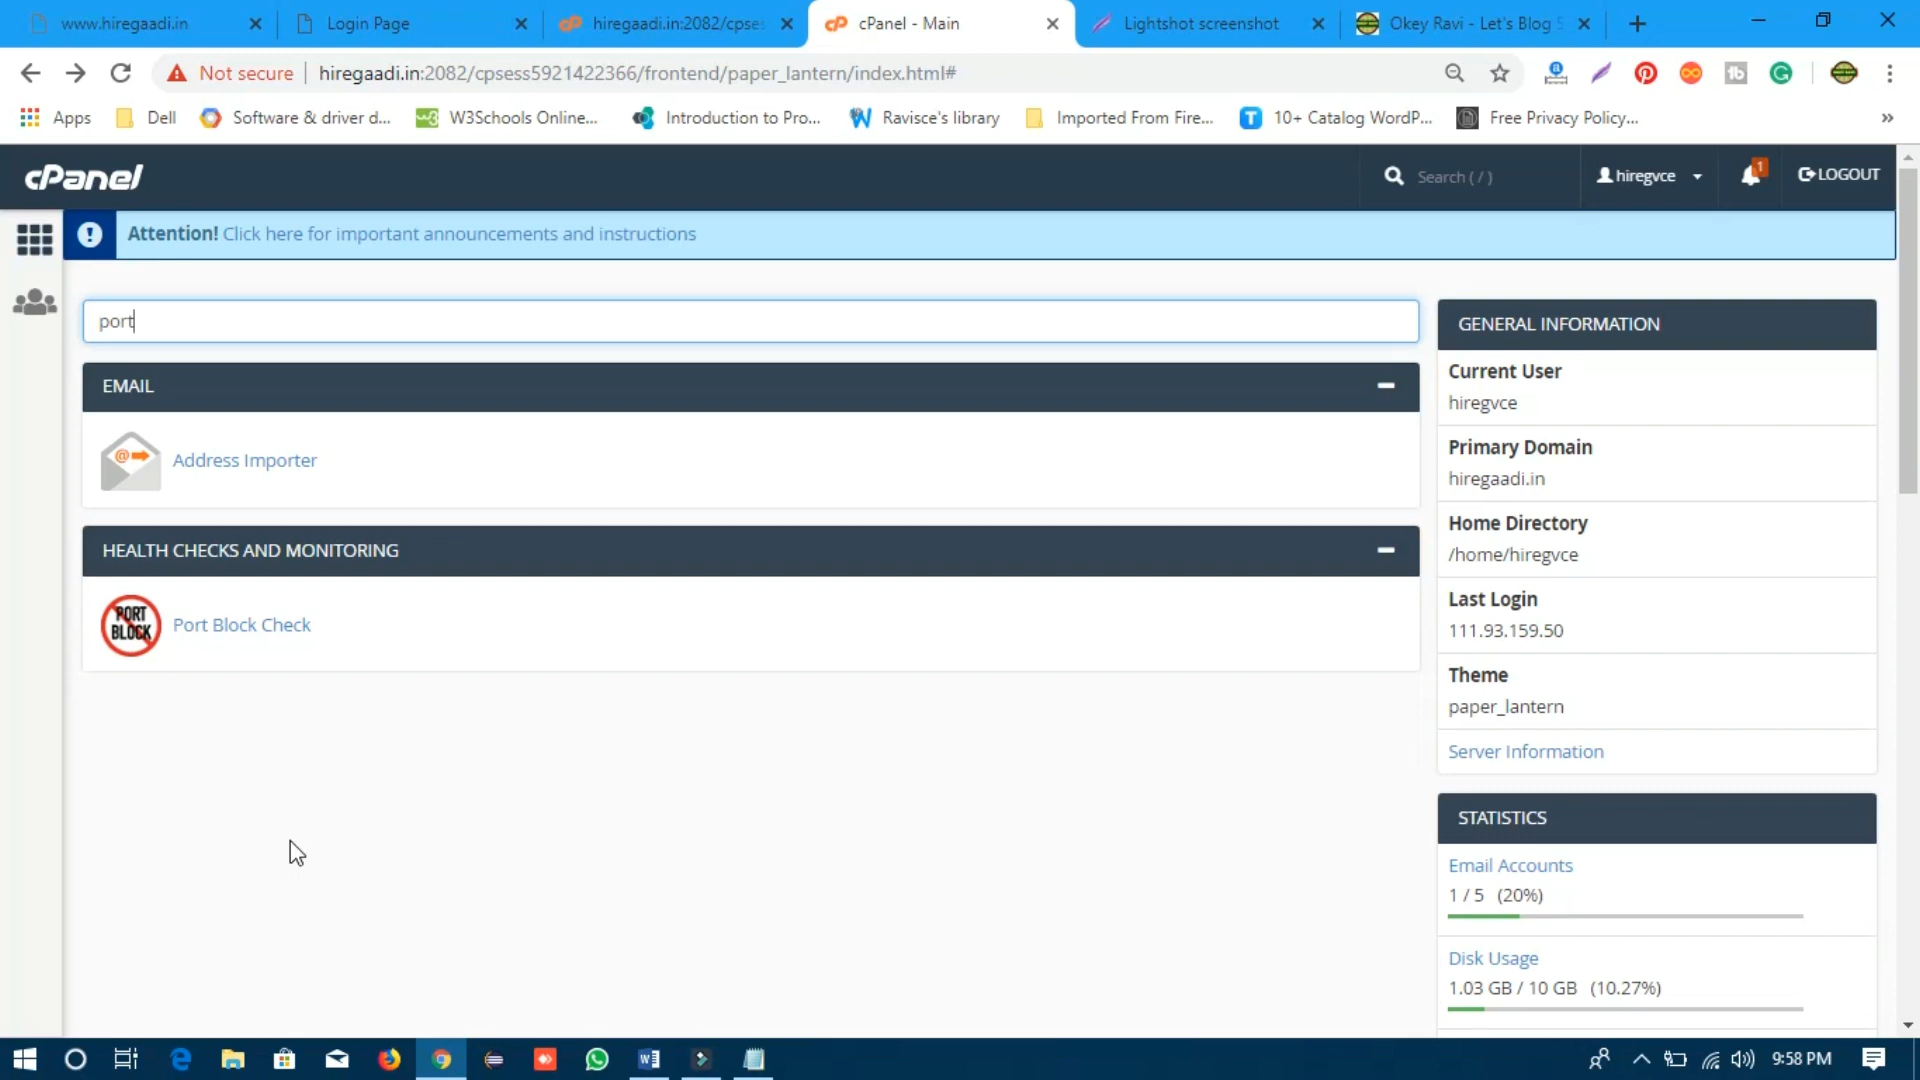 www.hiregaadi.in
Login Page
hiregaadi.in:2082/cpses
cPanel - Main
Lightshot screenshot
Okey Ravi - Let's Blog S
Not secure
hiregaadi.in:2082/cpsess5921422366/frontend/paper_lantern/index.html#
Apps
Dell
Software & driver d...
W3Schools Online...
Introduction to Pro...
Ravisce's library
Imported From Fire...
10+ Catalog WordP...
Free Privacy Policy...
cPanel
Search ( / )
hiregvce
1
LOGOUT
Attention! Click here for important announcements and instructions
port
EMAIL
Address Importer
HEALTH CHECKS AND MONITORING
PORT
BLOCK
Port Block Check
GENERAL INFORMATION
Current User
hiregvce
Primary Domain
hiregaadi.in
Home Directory
/home/hiregvce
Last Login
111.93.159.50
Theme
paper_lantern
Server Information
STATISTICS
Email Accounts
1 / 5 (20%)
Disk Usage
1.03 GB / 10 GB (10.27%)
9:58 PM